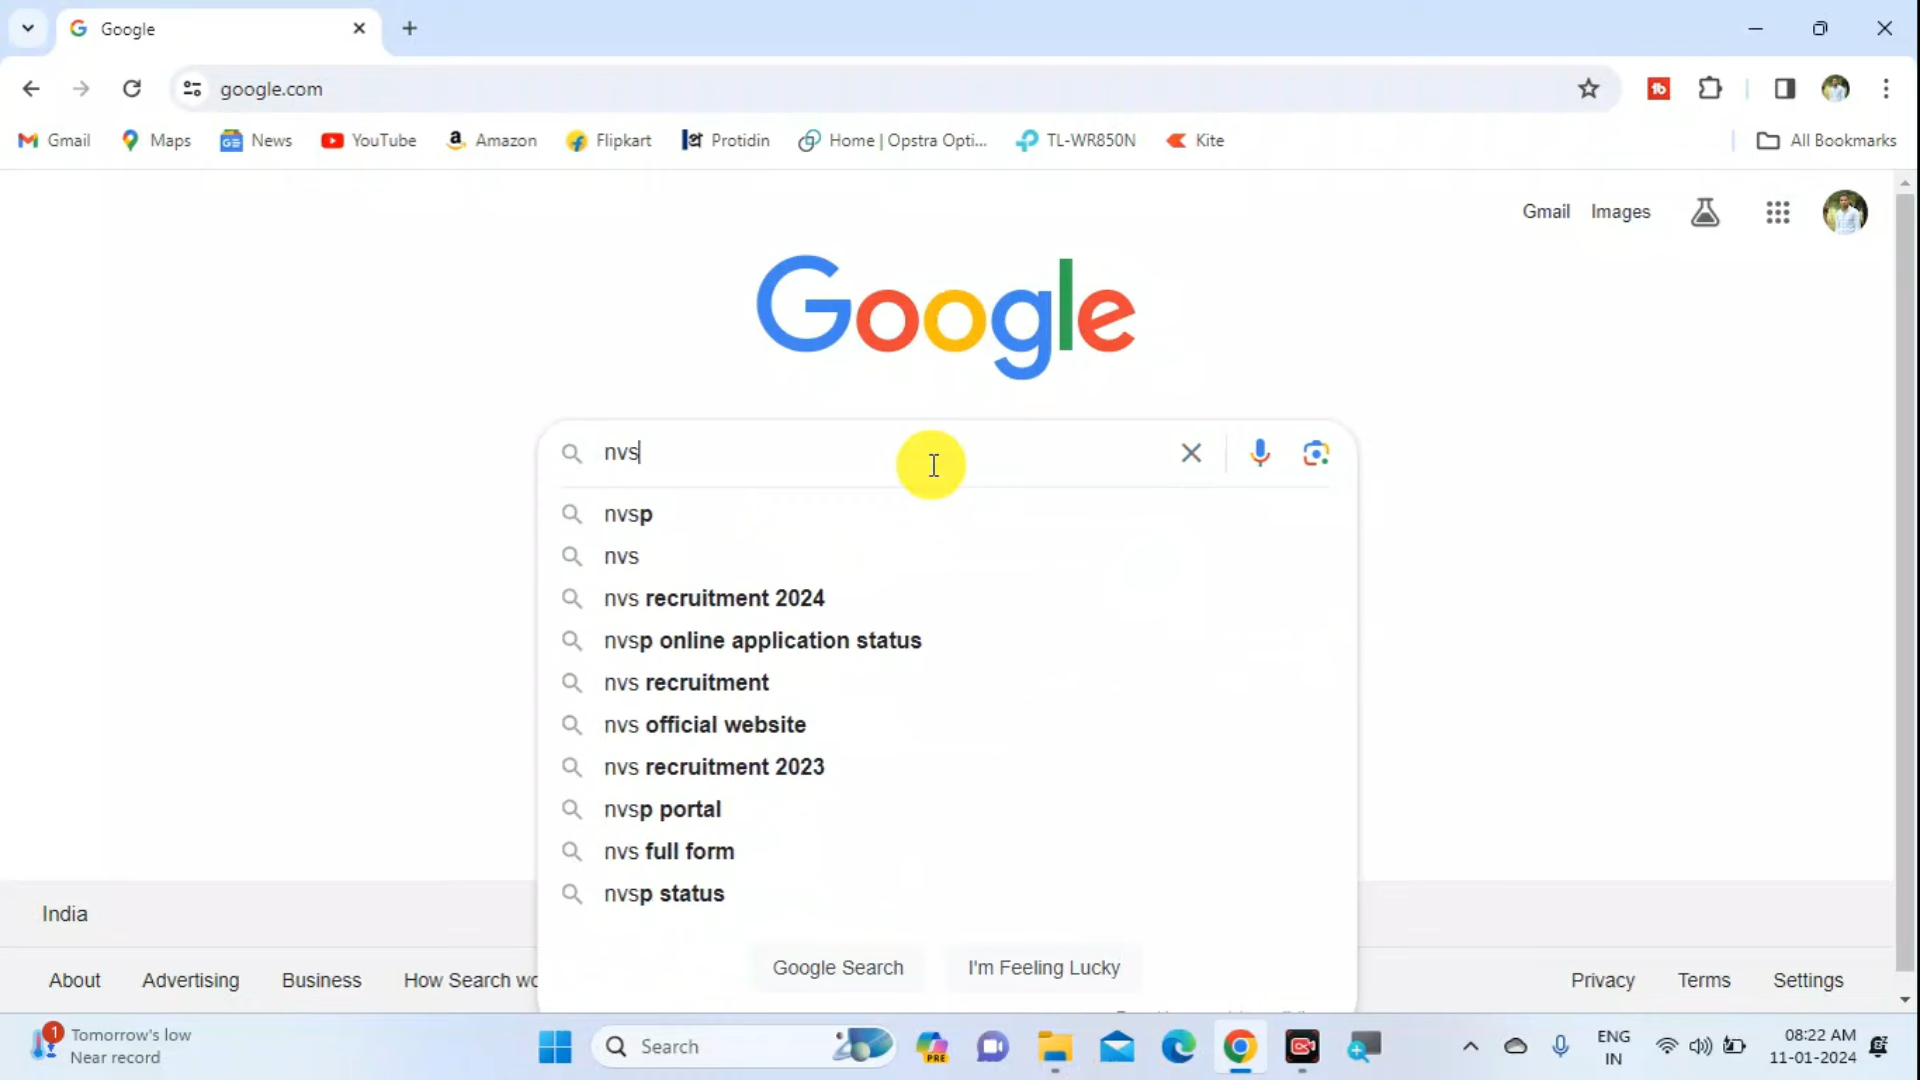 Google
google.com
Gmail Maps News YouTube Amazon Flipkart Protidin Home | Opstra Opti... TL-WR850N Kite All Bookmarks
Gmail Images
Google
nvs
nvsp
nvs
nvs recruitment 2024
nvsp online application status
nvs recruitment
nvs official website
nvs recruitment 2023
nvsp portal
nvs full form
nvsp status
Google Search I'm Feeling Lucky
India
About Advertising Business How Search wo
Privacy Terms Settings
1 Tomorrow's low
Near record
Search
PRE
ENG
IN
08:22 AM
11-01-2024